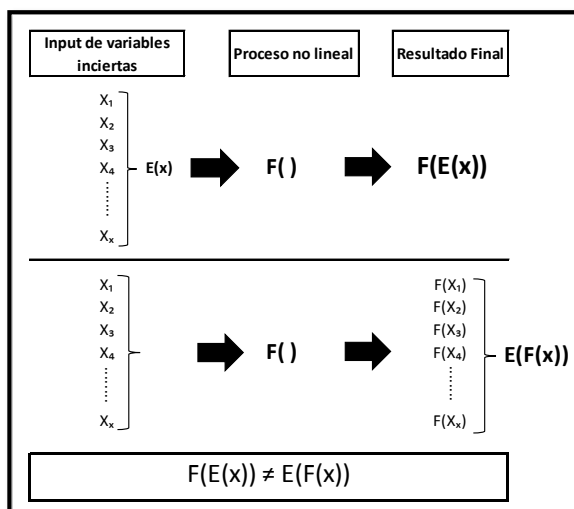 Input de variables inciertas
Proceso no lineal
Resultado Final
X₁
X₂
X₃
X₄ E(x) F( ) F(E(x))
Xₓ
X₁ F(X₁)
X₂ F(X₂)
X₃ F(X₃)
X₄ F( ) F(X₄) E(F(x))
Xₓ F(Xₓ)
F(E(x)) ≠ E(F(x))